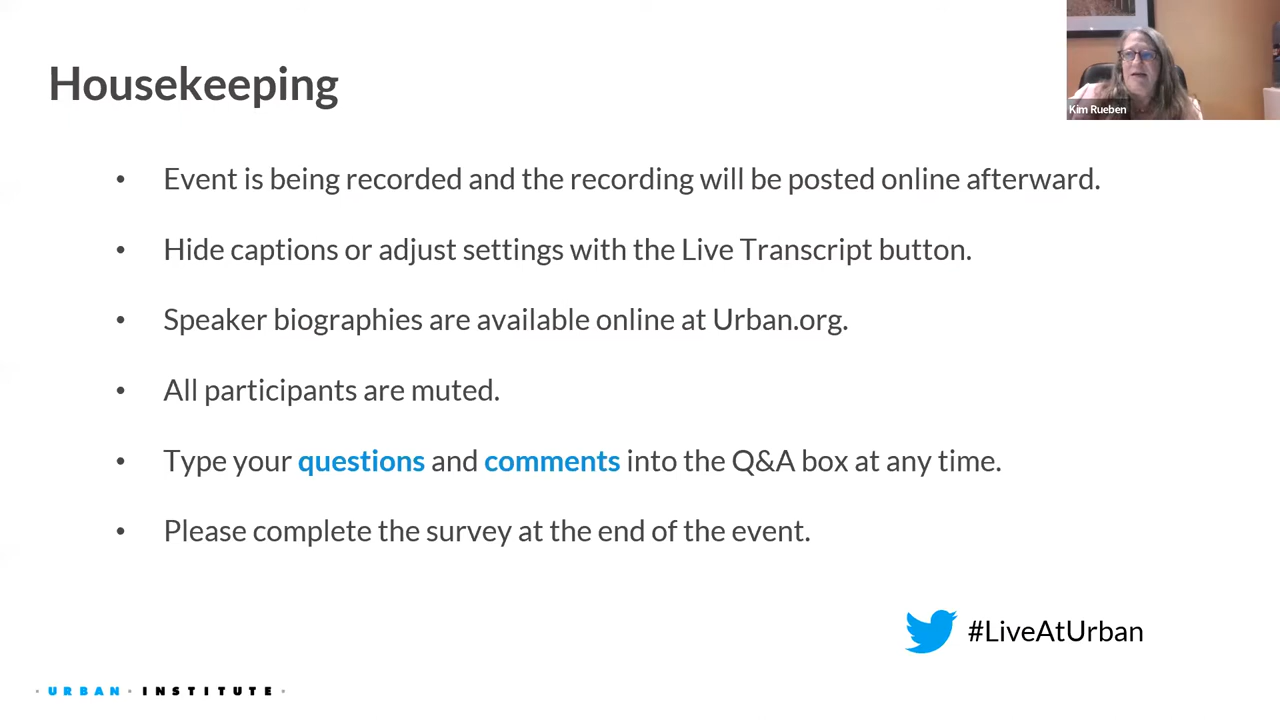 Housekeeping
Kim Rueben
• Event is being recorded and the recording will be posted online afterward.
• Hide captions or adjust settings with the Live Transcript button.
• Speaker biographies are available online at Urban.org.
• All participants are muted.
• Type your questions and comments into the Q&A box at any time.
• Please complete the survey at the end of the event.
#LiveAtUrban
· URBAN · INSTITUTE ·